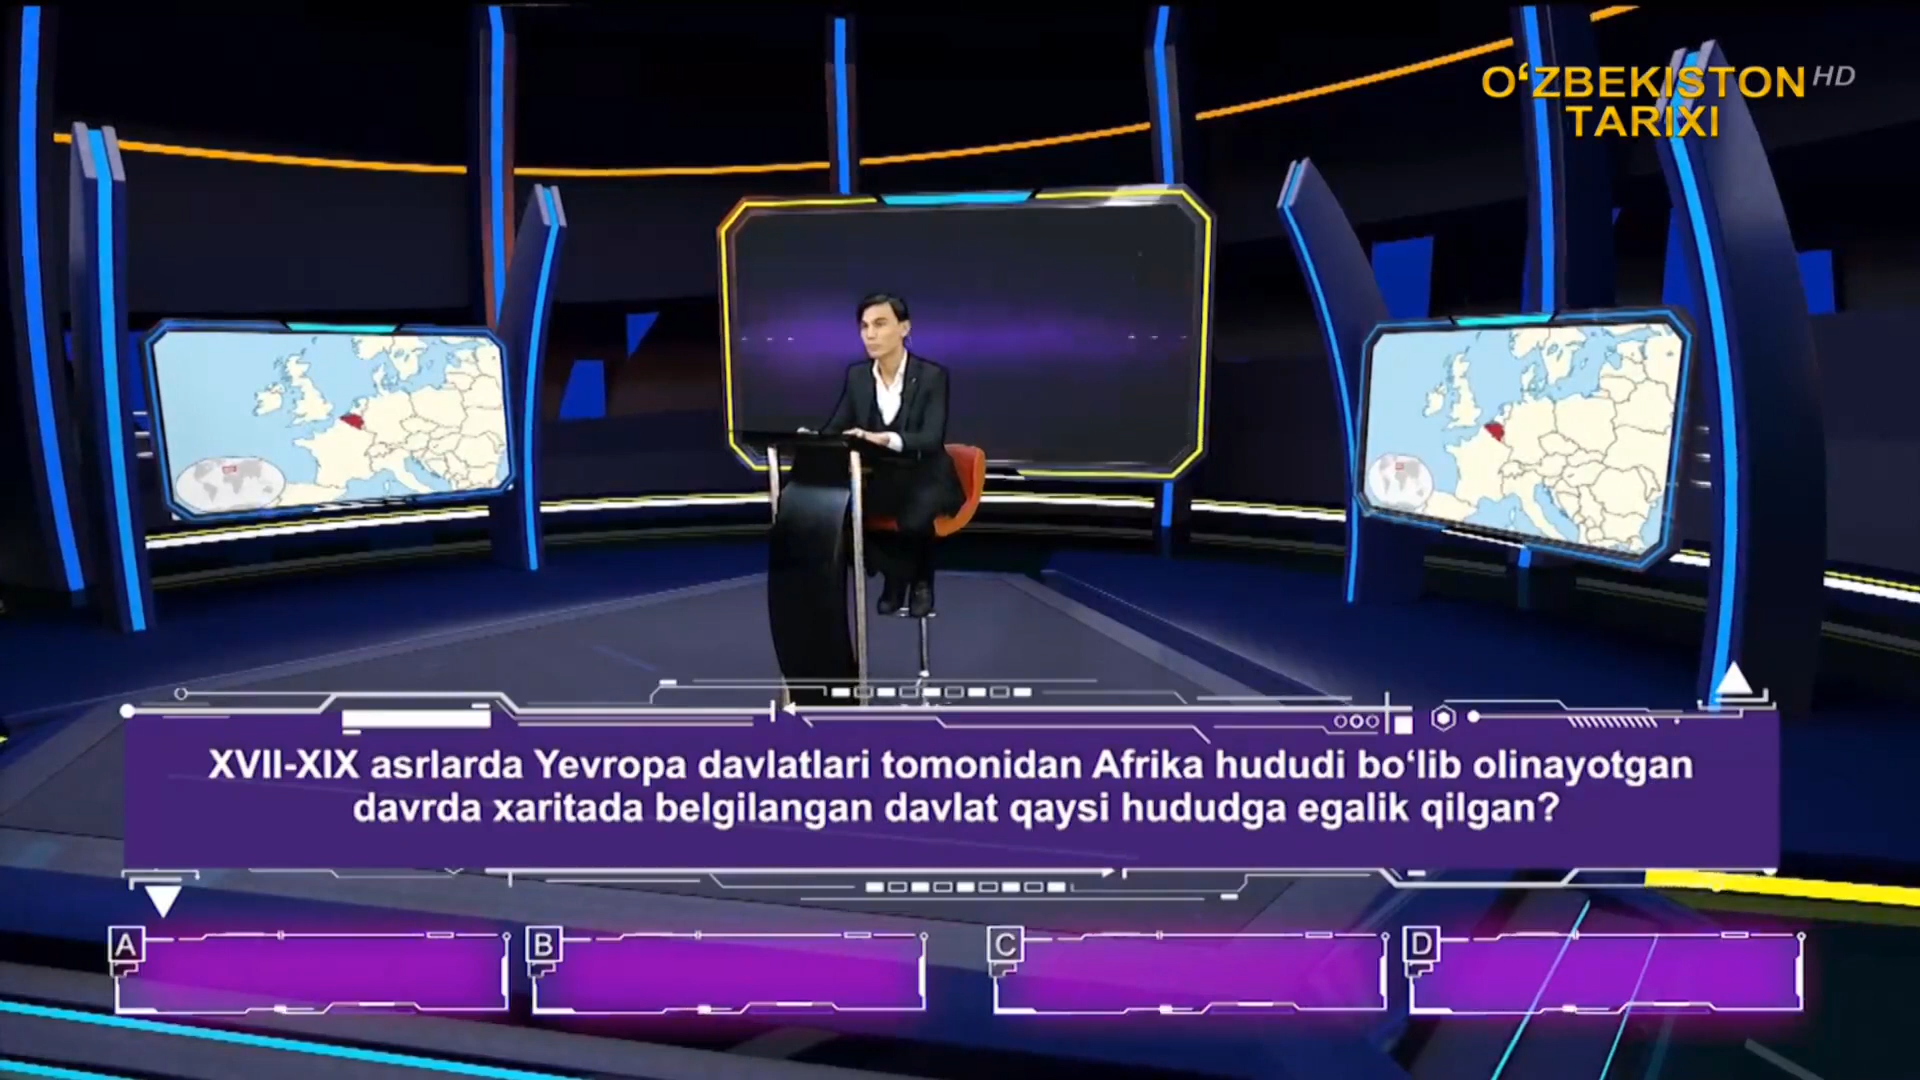 O‘ZBEKISTON HD
TARIXI
XVII-XIX asrlarda Yevropa davlatlari tomonidan Afrika hududi bo‘lib olinayotgan
davrda xaritada belgilangan davlat qaysi hududga egalik qilgan?
A
B
C
D